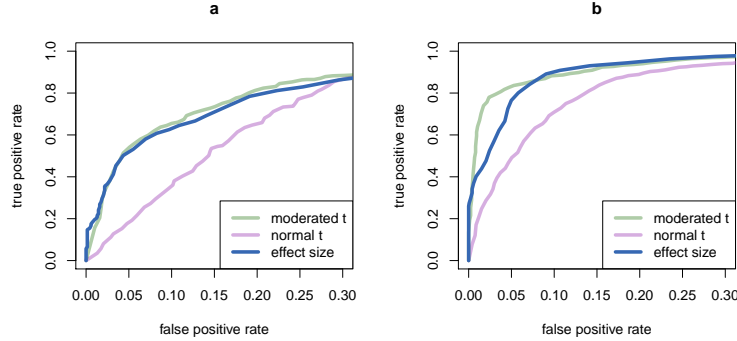 a
true positive rate
1.0
0.8
0.6
0.4
0.2
0.0
moderated t
normal t
effect size
0.00 0.05 0.10 0.15 0.20 0.25 0.30
false positive rate
b
true positive rate
1.0
0.8
0.6
0.4
0.2
0.0
moderated t
normal t
effect size
0.00 0.05 0.10 0.15 0.20 0.25 0.30
false positive rate